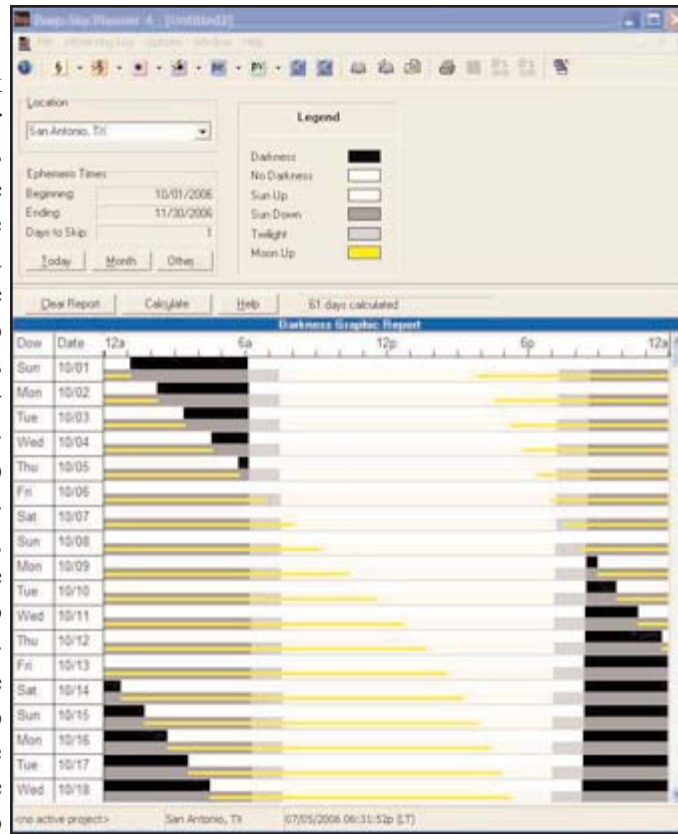 Deep-Sky Planner 4 - [Untitled2]
File Observing Log Options Window Help
Location
San Antonio, TX
Legend
Darkness
No Darkness
Sun Up
Sun Down
Twilight
Moon Up
Ephemeris Times
Beginning: 10/01/2006
Ending: 11/30/2006
Days to Skip: 1
Today Month Other...
Clear Report Calculate Help 61 days calculated
Darkness Graphic Report
Dow Date 12a 6a 12p 6p 12a
Sun 10/01
Mon 10/02
Tue 10/03
Wed 10/04
Thu 10/05
Fri 10/06
Sat 10/07
Sun 10/08
Mon 10/09
Tue 10/10
Wed 10/11
Thu 10/12
Fri 10/13
Sat 10/14
Sun 10/15
Mon 10/16
Tue 10/17
Wed 10/18
<no active project> San Antonio, TX 07/05/2006 06:31:52p (LT)